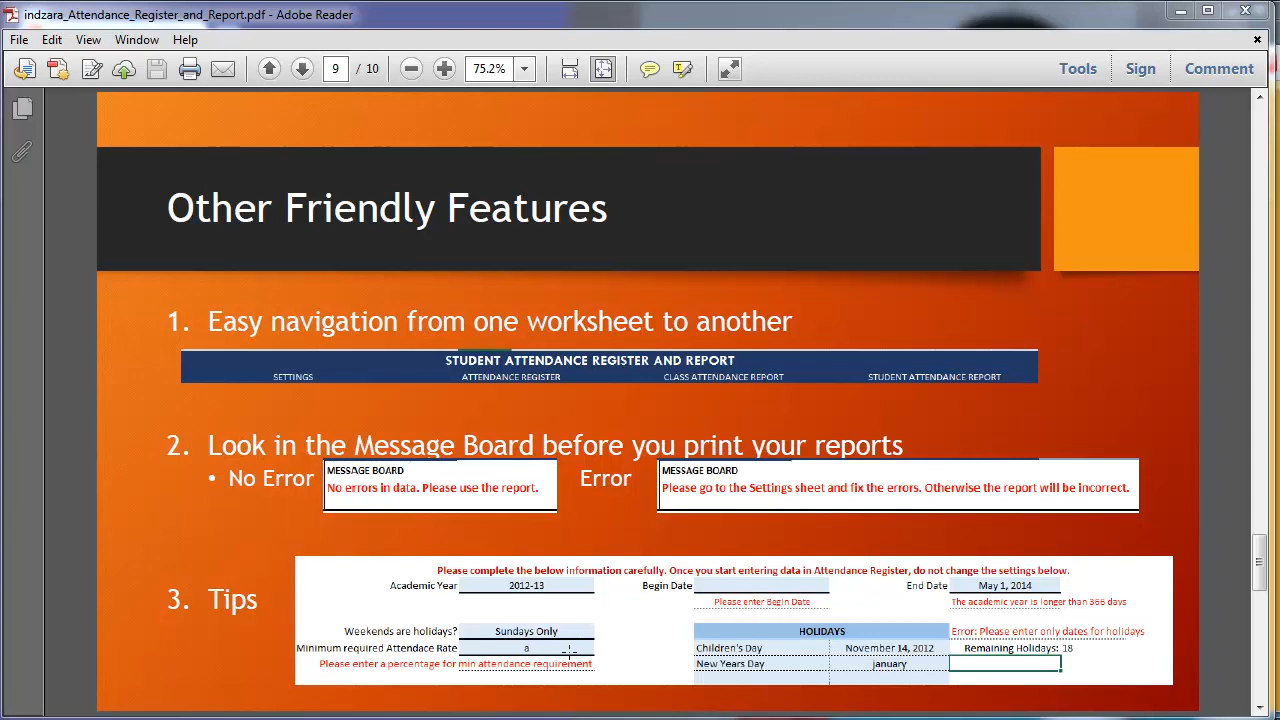 indzara_Attendance_Register_and_Report.pdf - Adobe Reader
File Edit View Window Help
9 / 10 75.2% Tools Sign Comment
Other Friendly Features
1. Easy navigation from one worksheet to another
STUDENT ATTENDANCE REGISTER AND REPORT
SETTINGS ATTENDANCE REGISTER CLASS ATTENDANCE REPORT STUDENT ATTENDANCE REPORT
2. Look in the Message Board before you print your reports
• No Error MESSAGE BOARD Error MESSAGE BOARD
No errors in data. Please use the report. Please go to the Settings sheet and fix the errors. Otherwise the report will be incorrect.
3. Tips
Please complete the below information carefully. Once you start entering data in Attendance Register, do not change the settings below.
Academic Year 2012-13 Begin Date End Date May 1, 2014
Please enter Begin Date The academic year is longer than 366 days
Weekends are holidays? Sundays Only HOLIDAYS Error: Please enter only dates for holidays
Minimum required Attendace Rate a Children's Day November 14, 2012 Remaining Holidays: 18
Please enter a percentage for min attendance requirement New Years Day january